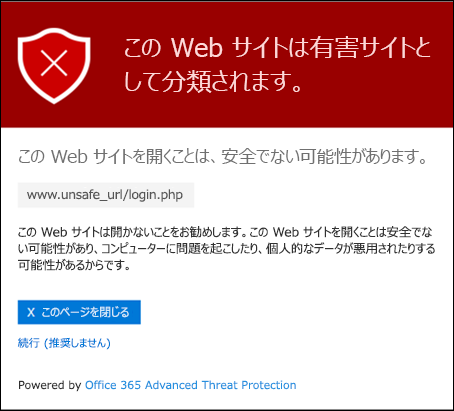 この Web サイトは有害サイトと
して分類されます。
この Web サイトを開くことは、安全でない可能性があります。
www.unsafe_url/login.php
この Web サイトは開かないことをお勧めします。この Web サイトを開くことは安全でな
い可能性があり、コンピューターに問題を起こしたり、個人的なデータが悪用されたりする
可能性があるからです。
X このページを閉じる
続行 (推奨しません)
Powered by Office 365 Advanced Threat Protection